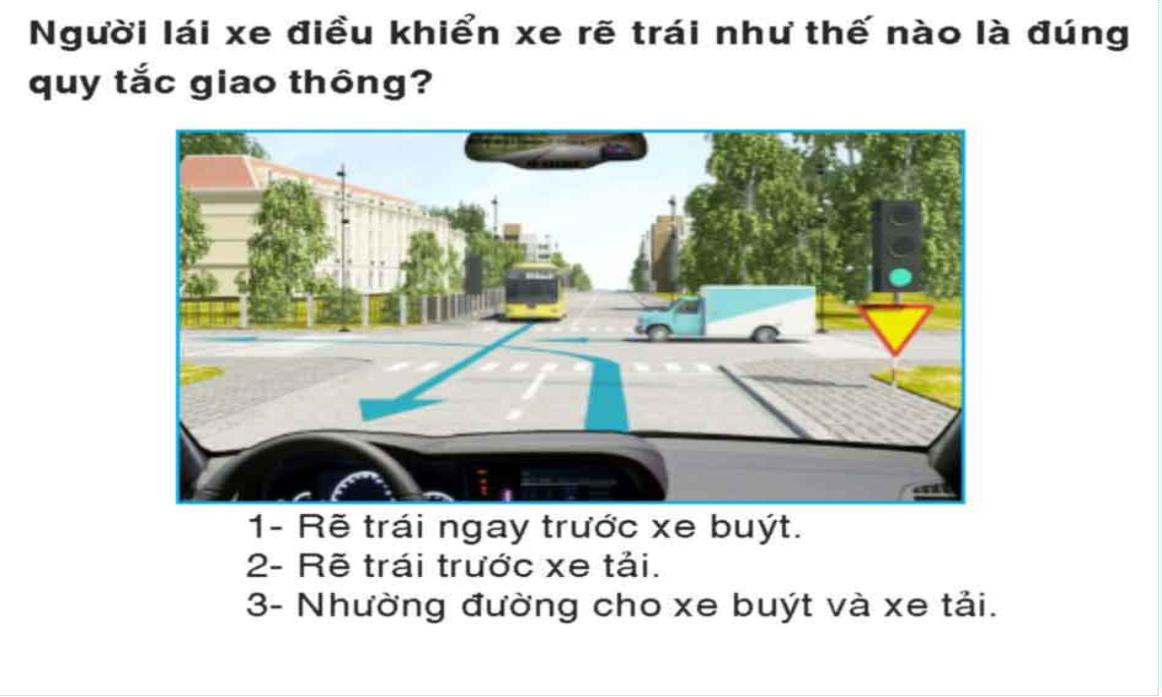 Người lái xe điều khiển xe rẽ trái như thế nào là đúng
quy tắc giao thông?
1- Rẽ trái ngay trước xe buýt.
2- Rẽ trái trước xe tải.
3- Nhường đường cho xe buýt và xe tải.